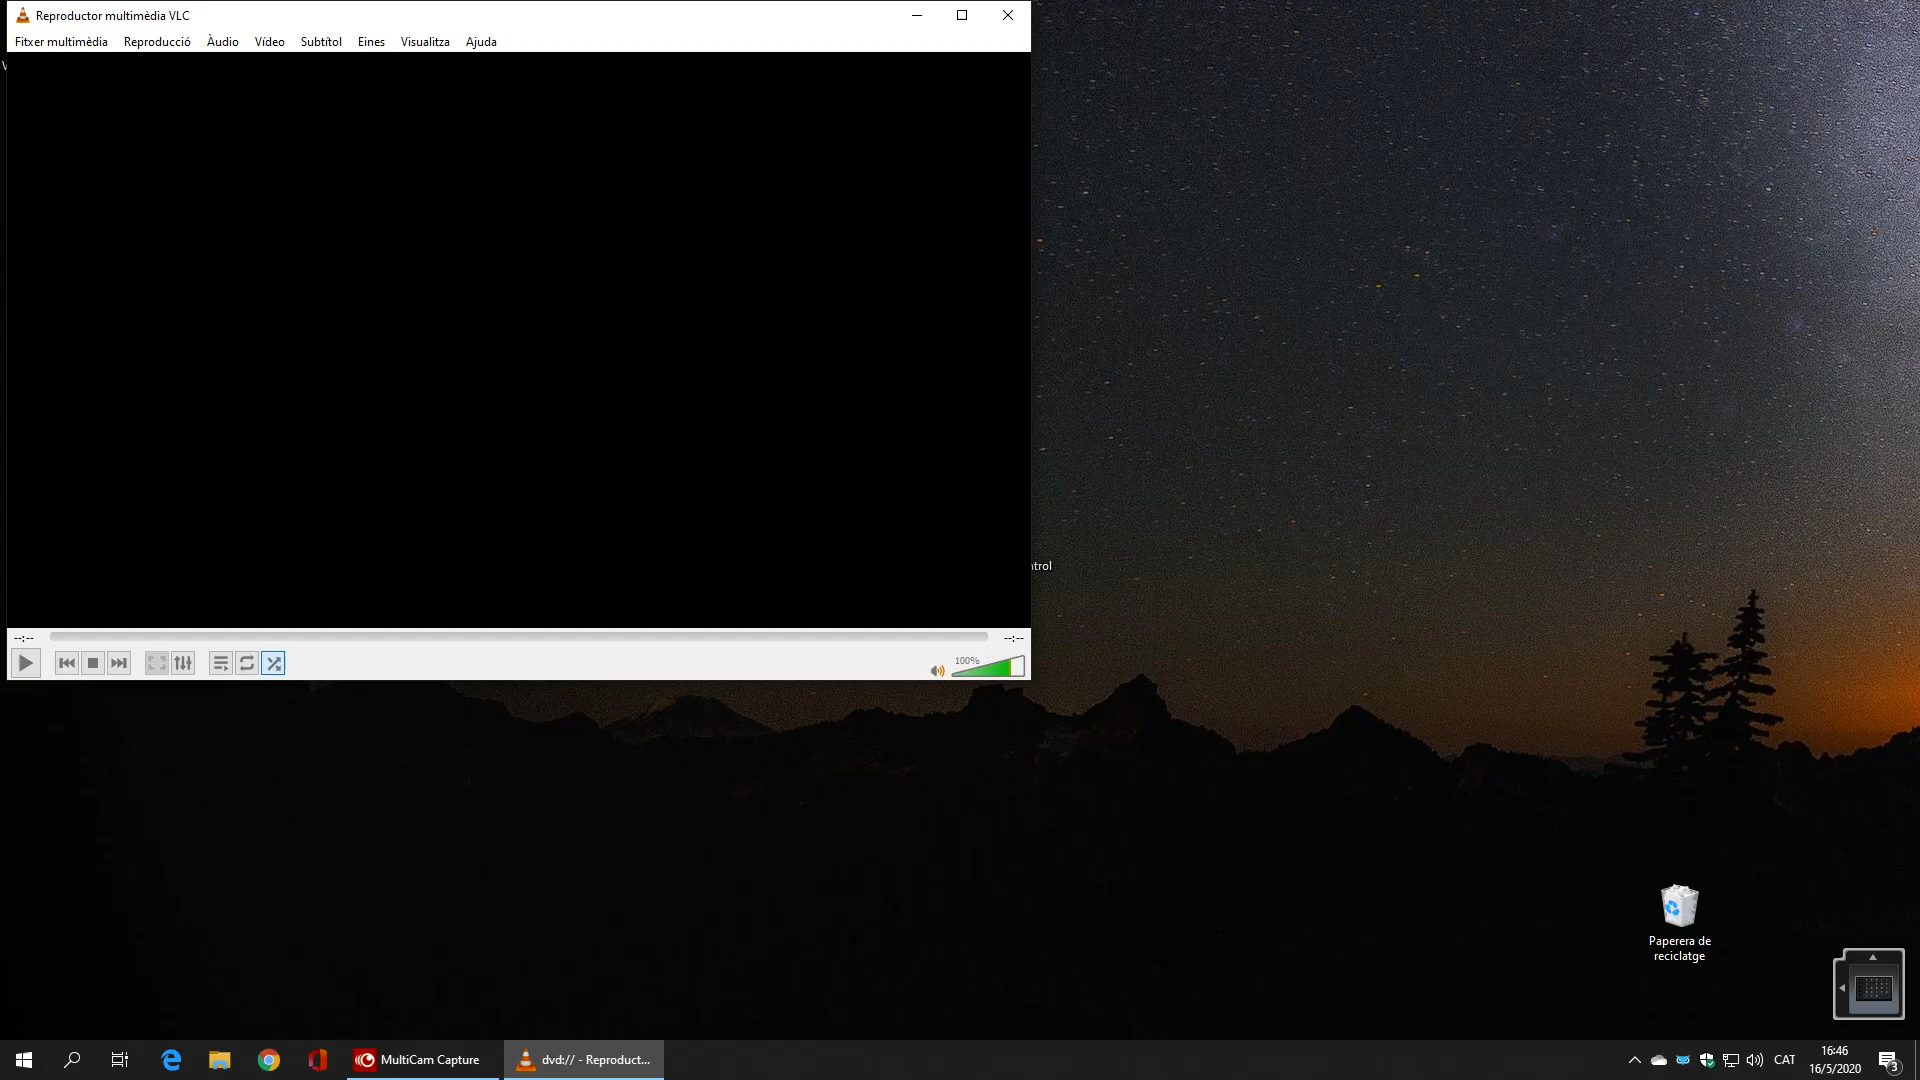 Reproductor multimèdia VLC
Fitxer multimèdia Reproducció Àudio Vídeo Subtítol Eines Visualitza Ajuda
ntrol
--:-- --:--
100%
Paperera de
reciclatge
MultiCam Capture dvd:// - Reproduct... CAT 16:46
16/5/2020
3